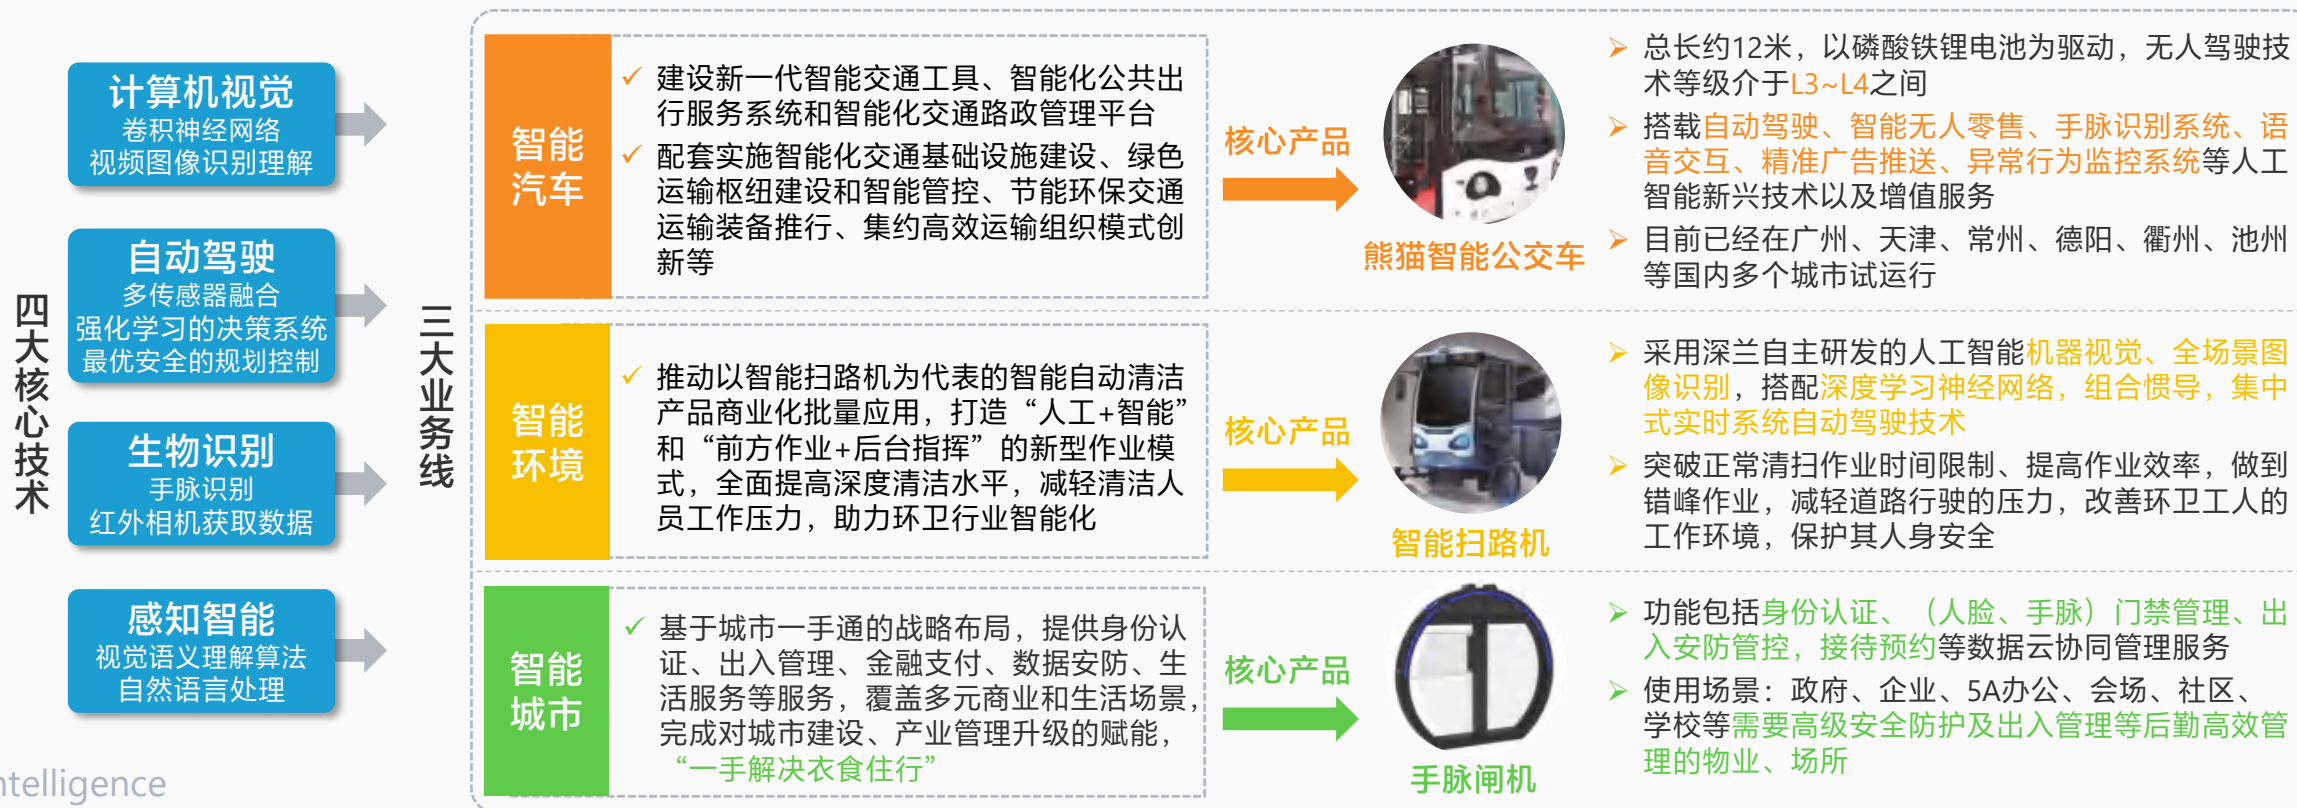 四大核心技术
计算机视觉
卷积神经网络
视频图像识别理解
自动驾驶
多传感器融合
强化学习的决策系统
最优安全的规划控制
生物识别
手脉识别
红外相机获取数据
感知智能
视觉语义理解算法
自然语言处理
三大业务线
智能
汽车
✓ 建设新一代智能交通工具、智能化公共出
行服务系统和智能化交通路政管理平台
✓ 配套实施智能化交通基础设施建设、绿色
运输枢纽建设和智能管控、节能环保交通
运输装备推行、集约高效运输组织模式创
新等
核心产品
熊猫智能公交车
➢ 总长约12米，以磷酸铁锂电池为驱动，无人驾驶技
术等级介于L3~L4之间
➢ 搭载自动驾驶、智能无人零售、手脉识别系统、语
音交互、精准广告推送、异常行为监控系统等人工
智能新兴技术以及增值服务
➢ 目前已经在广州、天津、常州、德阳、衢州、池州
等国内多个城市试运行
智能
环境
✓ 推动以智能扫路机为代表的智能自动清洁
产品商业化批量应用，打造“人工+智能”
和“前方作业+后台指挥”的新型作业模
式，全面提高深度清洁水平，减轻清洁人
员工作压力，助力环卫行业智能化
核心产品
智能扫路机
➢ 采用深兰自主研发的人工智能机器视觉、全场景图
像识别，搭配深度学习神经网络，组合惯导，集中
式实时系统自动驾驶技术
➢ 突破正常清扫作业时间限制、提高作业效率，做到
错峰作业，减轻道路行驶的压力，改善环卫工人的
工作环境，保护其人身安全
智能
城市
✓ 基于城市一手通的战略布局，提供身份认
证、出入管理、金融支付、数据安防、生
活服务等服务，覆盖多元商业和生活场景，
完成对城市建设、产业管理升级的赋能，
“一手解决衣食住行”
核心产品
手脉闸机
➢ 功能包括身份认证、（人脸、手脉）门禁管理、出
入安防管控，接待预约等数据云协同管理服务
➢ 使用场景：政府、企业、5A办公、会场、社区、
学校等需要高级安全防护及出入管理等后勤高效管
理的物业、场所
ntelligence